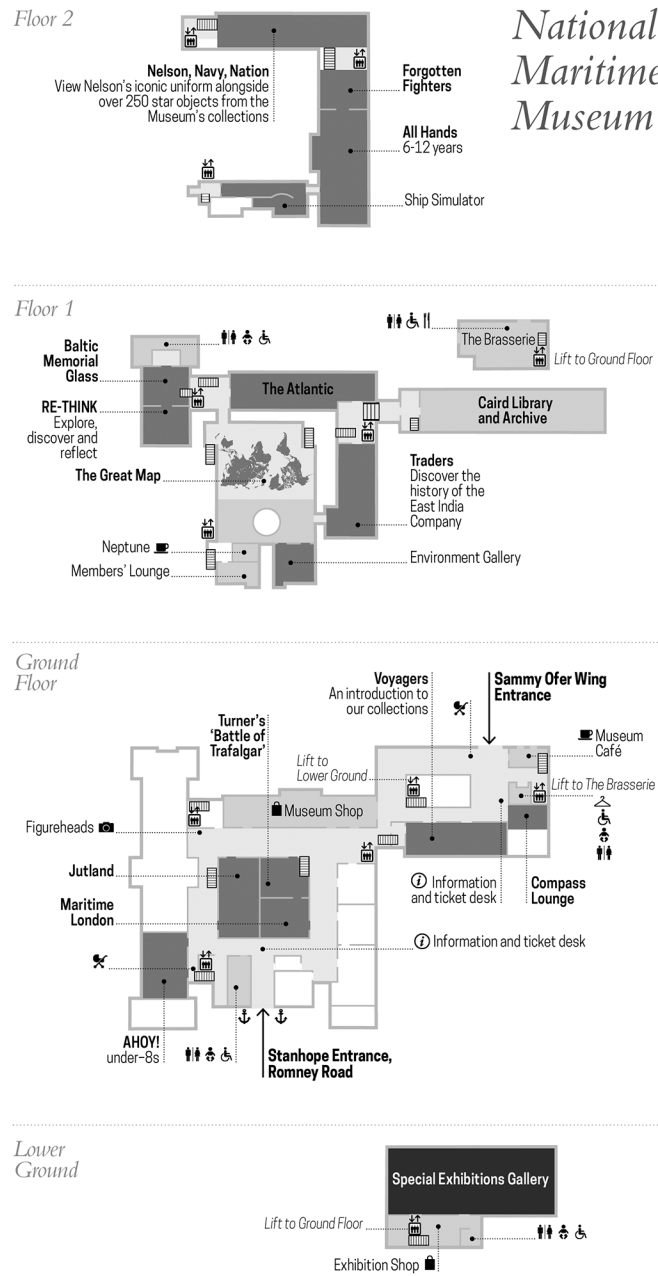 Floor 2
National
Maritime
Museum
Nelson, Navy, Nation
View Nelson's iconic uniform alongside
over 250 star objects from the
Museum's collections
Forgotten
Fighters
All Hands
6-12 years
Ship Simulator
Floor 1
Baltic
Memorial
Glass
RE-THINK
Explore,
discover and
reflect
The Great Map
The Atlantic
The Brasserie
Lift to Ground Floor
Caird Library
and Archive
Traders
Discover the
history of the
East India
Company
Neptune
Members' Lounge
Environment Gallery
Ground
Floor
Voyagers
An introduction to
our collections
Sammy Ofer Wing
Entrance
Turner's
'Battle of
Trafalgar'
Lift to
Lower Ground
Museum
Café
Lift to The Brasserie
Museum Shop
Figureheads
Jutland
Maritime
London
i Information
and ticket desk
Compass
Lounge
i Information and ticket desk
AHOY!
under–8s
Stanhope Entrance,
Romney Road
Lower
Ground
Special Exhibitions Gallery
Lift to Ground Floor
Exhibition Shop